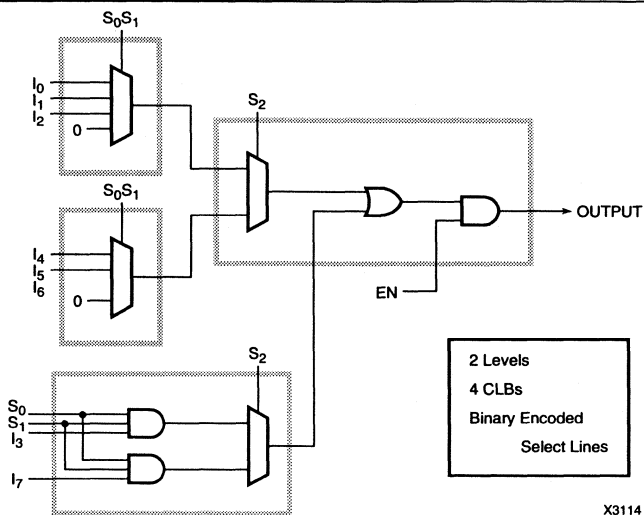 S0S1
I0
I1
I2
0
S2
S0S1
I4
I5
I6
0
OUTPUT
EN
S2
S0
S1
I3
I7
2 Levels
4 CLBs
Binary Encoded
Select Lines
X3114